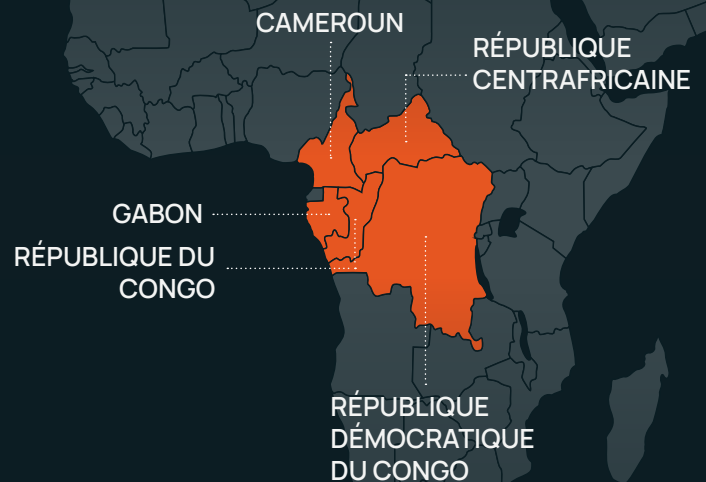 CAMEROUN
RÉPUBLIQUE
CENTRAFRICAINE
GABON
RÉPUBLIQUE DU
CONGO
RÉPUBLIQUE
DÉMOCRATIQUE
DU CONGO